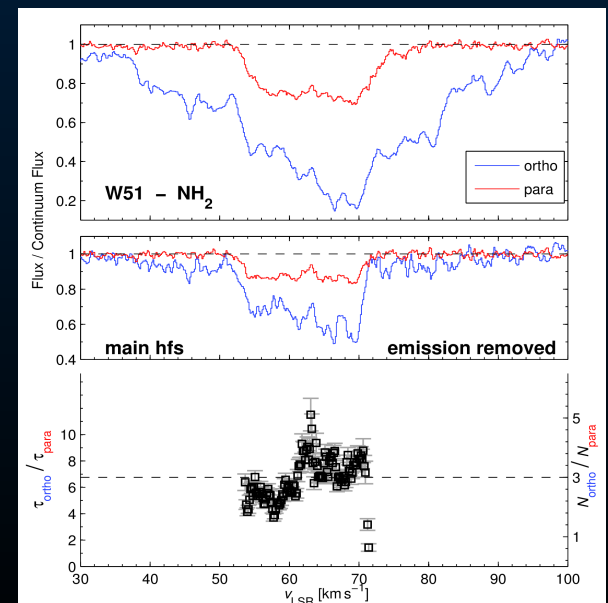 1
0.8
0.6
0.4
0.2
W51 – NH2
ortho
para
Flux / Continuum Flux
1
0.8
0.6
0.4
main hfs
emission removed
10
8
6
4
2
0
τortho / τpara
5
3
1
Northo / Npara
30 40 50 60 70 80 90 100
vLSR [km s−1]